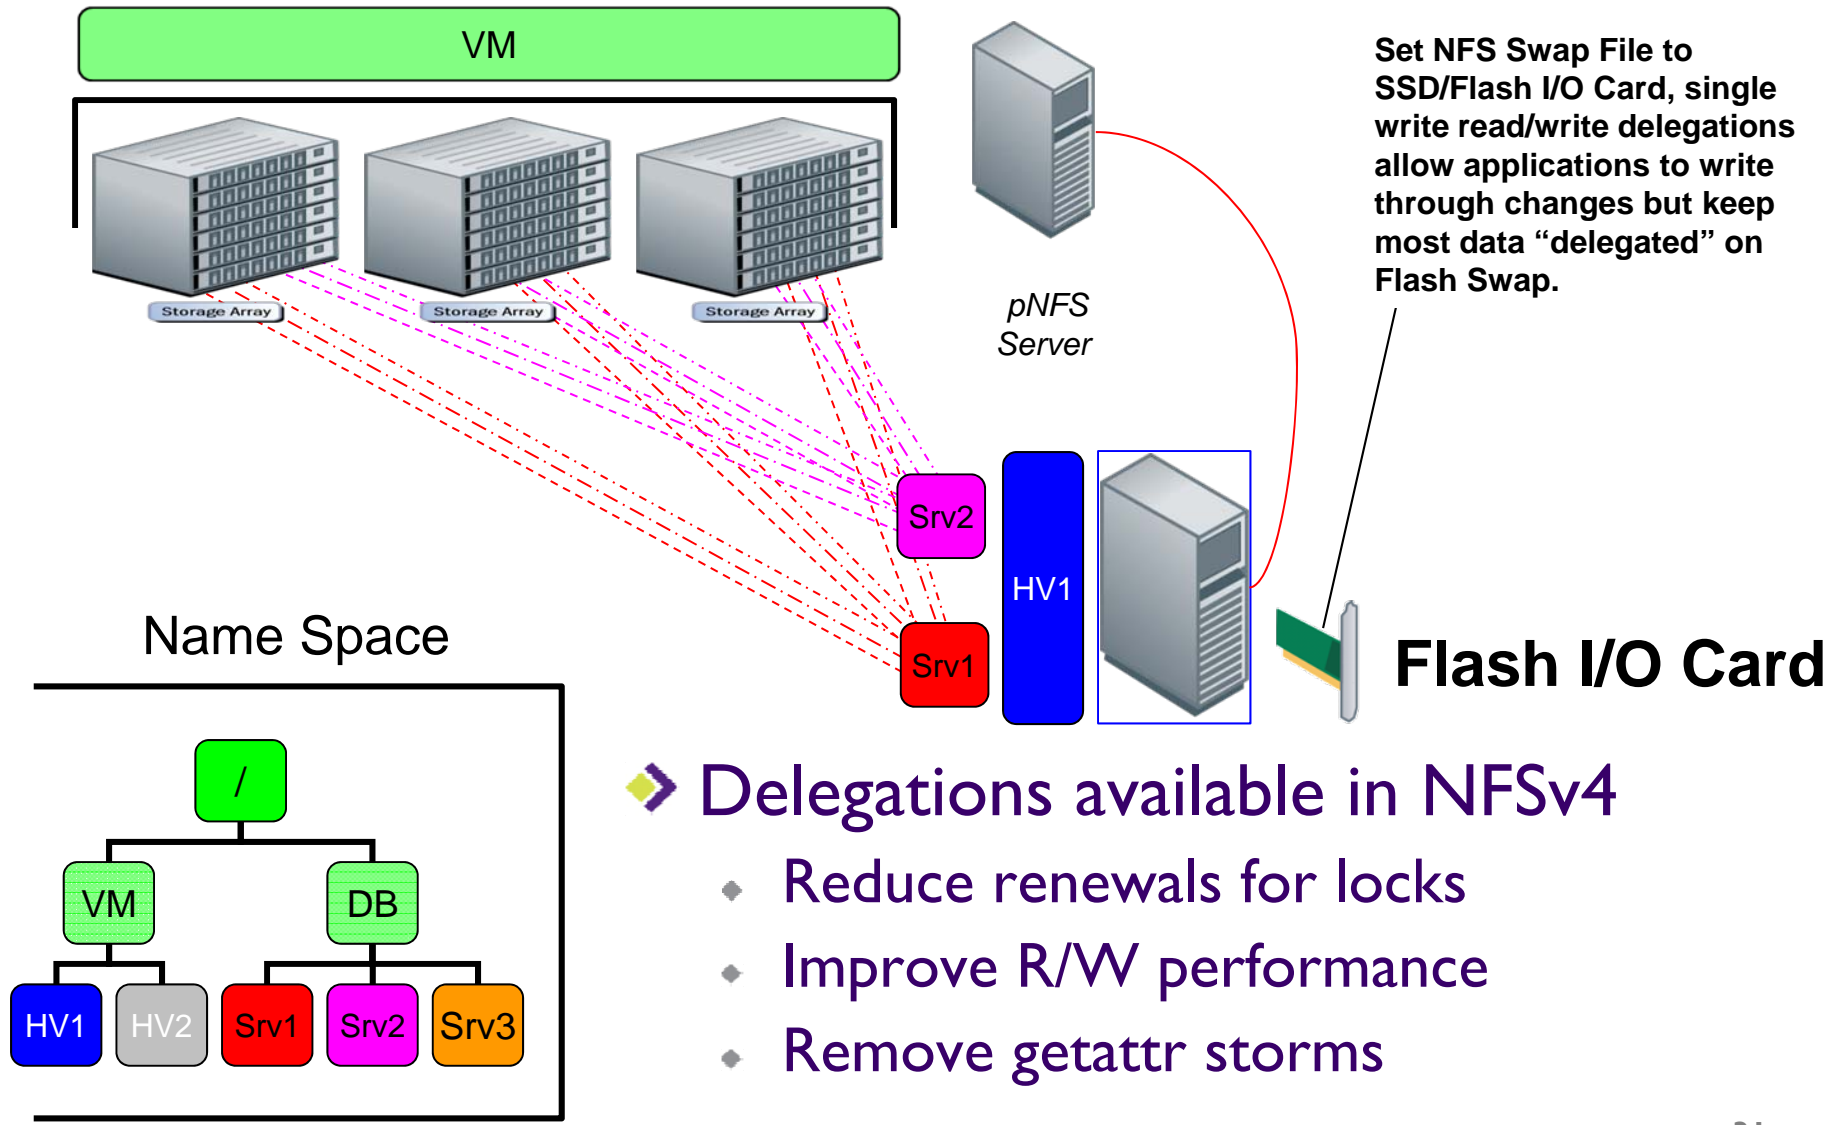 VM
Set NFS Swap File to
SSD/Flash I/O Card, single
write read/write delegations
allow applications to write
through changes but keep
most data “delegated” on
Flash Swap.
Storage Array
Storage Array
Storage Array
pNFS
Server
Srv2
HV1
Srv1
Flash I/O Card
Name Space
/
VM
DB
HV1
HV2
Srv1
Srv2
Srv3
Delegations available in NFSv4
Reduce renewals for locks
Improve R/W performance
Remove getattr storms